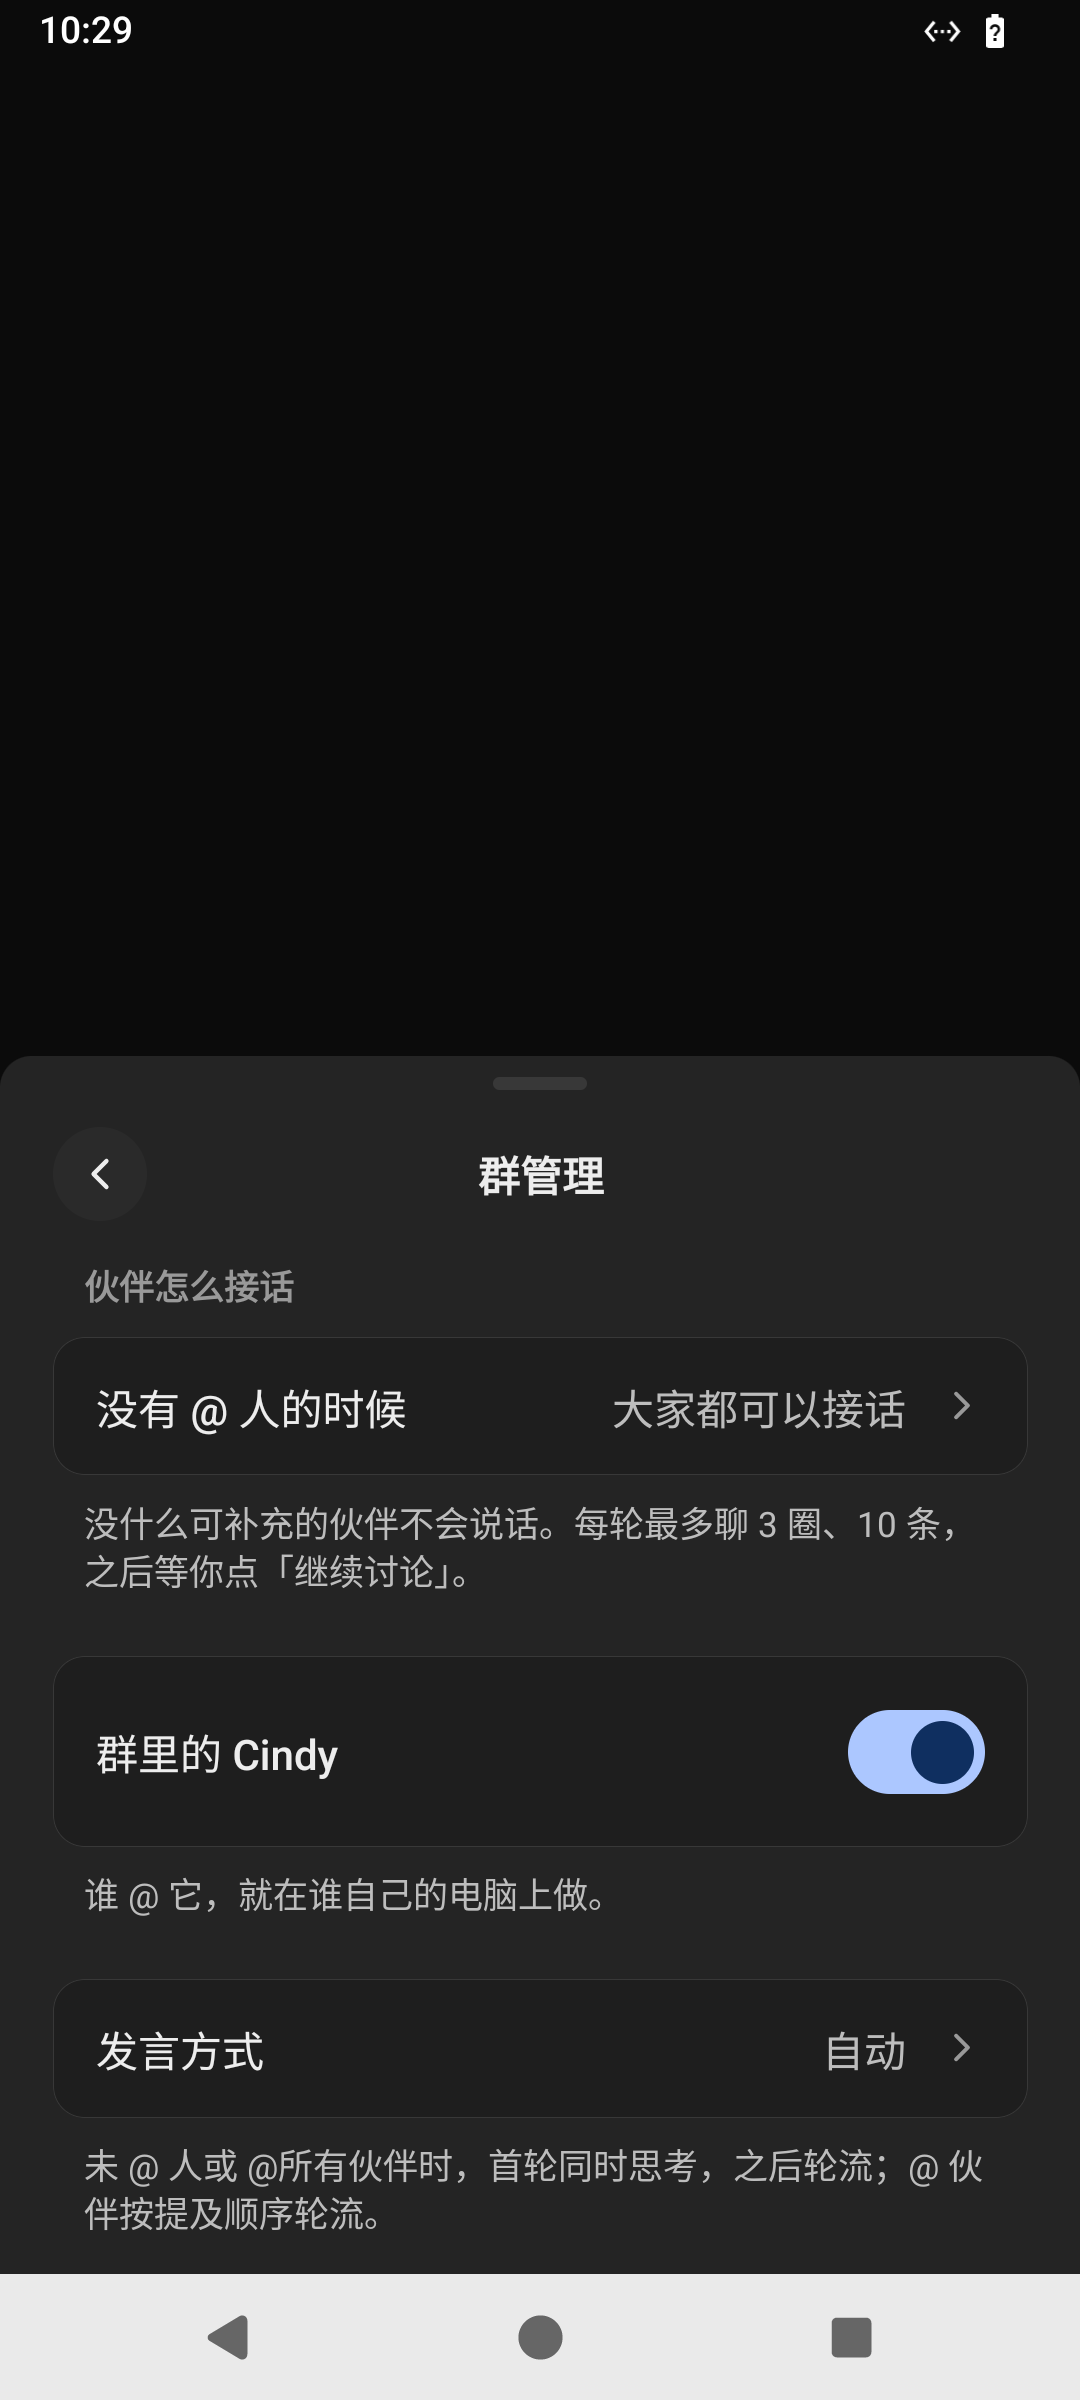 10:29
群管理
伙伴怎么接话
没有 @ 人的时候
大家都可以接话
没什么可补充的伙伴不会说话。每轮最多聊 3 圈、10 条，
之后等你点「继续讨论」。
群里的 Cindy
谁 @ 它，就在谁自己的电脑上做。
发言方式
自动
未 @ 人或 @所有伙伴时，首轮同时思考，之后轮流；@ 伙
伴按提及顺序轮流。